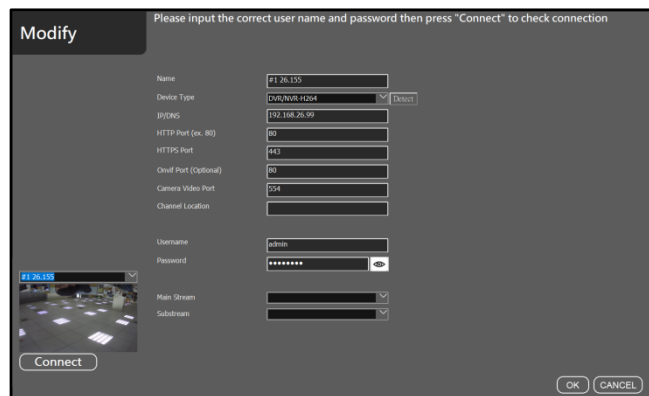 Modify
Please input the correct user name and password then press "Connect" to check connection
Name #1 26.155
Device Type DVR/NVR-H264 Detect
IP/DNS 192.168.26.99
HTTP Port (ex. 80) 80
HTTPS Port 443
Onvif Port (Optional) 80
Camera Video Port 554
Channel Location
Username admin
Password ••••••••
#1 26.155
Main Stream
Substream
Connect
OK CANCEL